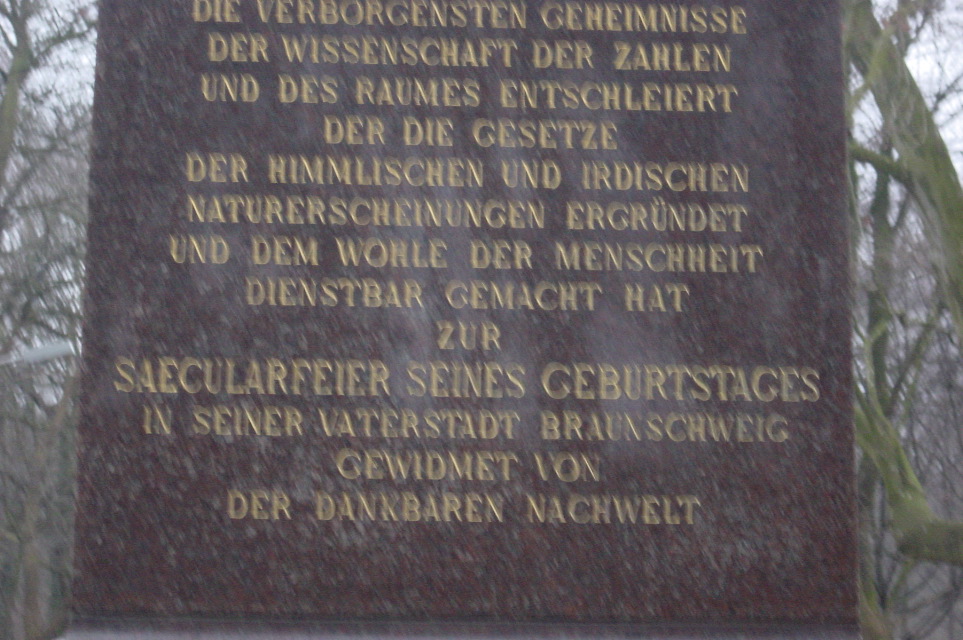 DIE VERBORGENSTEN GEHEIMNISSE
DER WISSENSCHAFT DER ZAHLEN
UND DES RAUMES ENTSCHLEIERT
DER DIE GESETZE
DER HIMMLISCHEN UND IRDISCHEN
NATURERSCHEINUNGEN ERGRÜNDET
UND DEM WOHLE DER MENSCHHEIT
DIENSTBAR GEMACHT HAT
ZUR
SAECULARFEIER SEINES GEBURTSTAGES
IN SEINER VATERSTADT BRAUNSCHWEIG
GEWIDMET VON
DER DANKBAREN NACHWELT